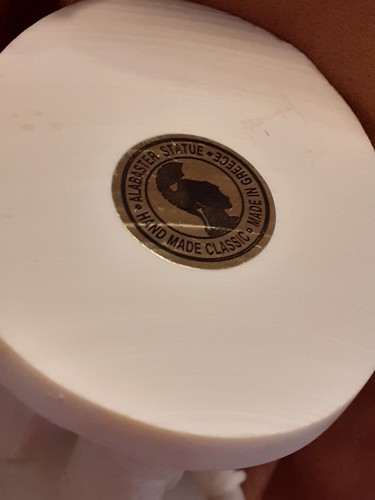 ALABASTER STATUE
MADE IN GREECE
HAND MADE CLASSIC